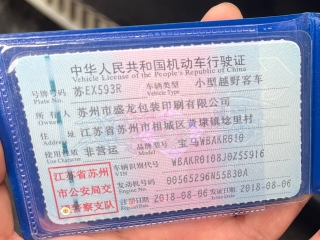 中华人民共和国机动车行驶证
Vehicle License of the People's Republic of China
号牌号码 苏EX593R 车辆类型 小型越野客车
Plate No. Vehicle Type
所有人 苏州市盛龙包装印刷有限公司
Owner
住址 江苏省苏州市相城区黄埭镇埝里村
Address
使用性质 非营运 品牌型号 宝马WBAKR010
Use Character Model
江苏省苏州 车辆识别代号 WBAKR0108J0Z55916
VIN
市公安局交 发动机号码 00565296N55B30A
Engine No.
通警察支队 注册日期 2018-08-06 发证日期 2018-08-06
Register Date Issue Date